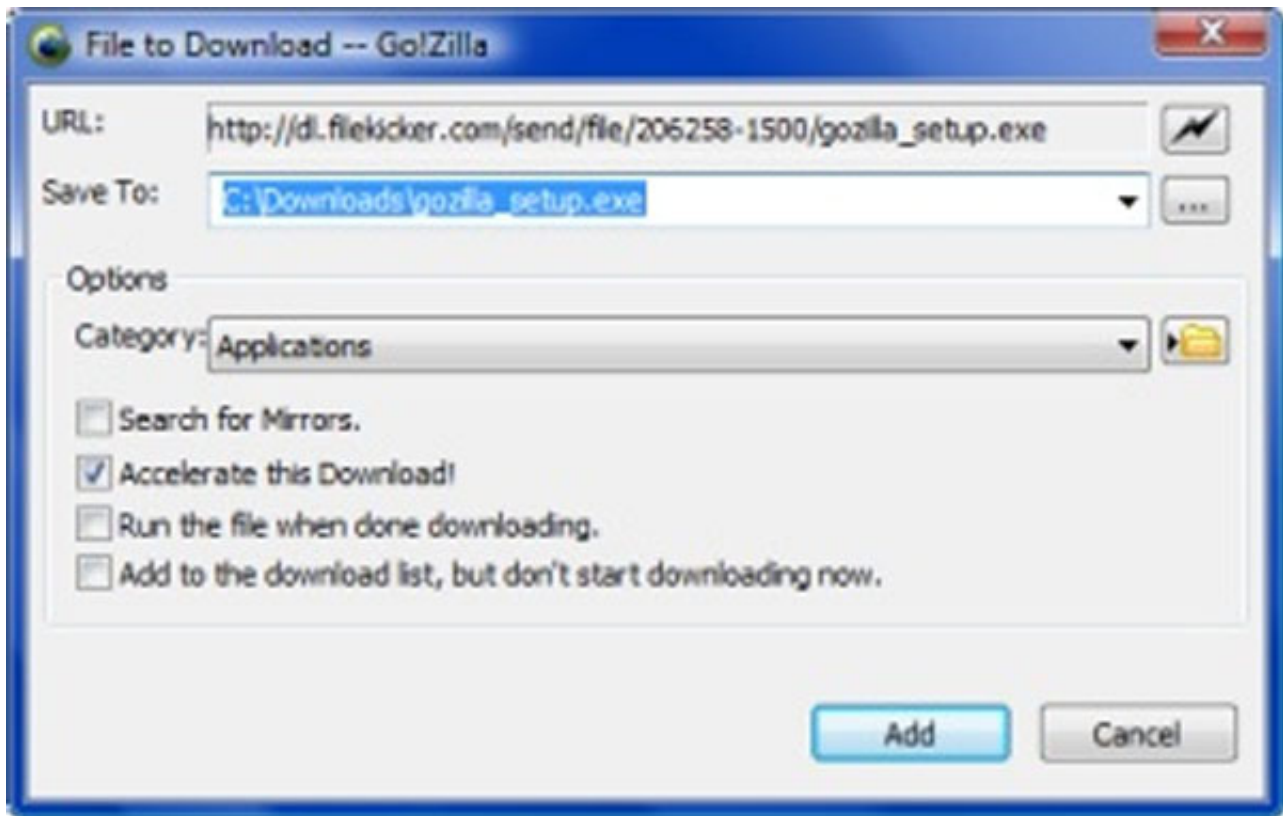 File to Download -- Go!Zilla
URL: http://dl.filekicker.com/send/file/206258-1500/gozilla_setup.exe
Save To: C:\Downloads\gozilla_setup.exe
...
Options
Category: Applications
Search for Mirrors.
Accelerate this Download!
Run the file when done downloading.
Add to the download list, but don't start downloading now.
Add Cancel